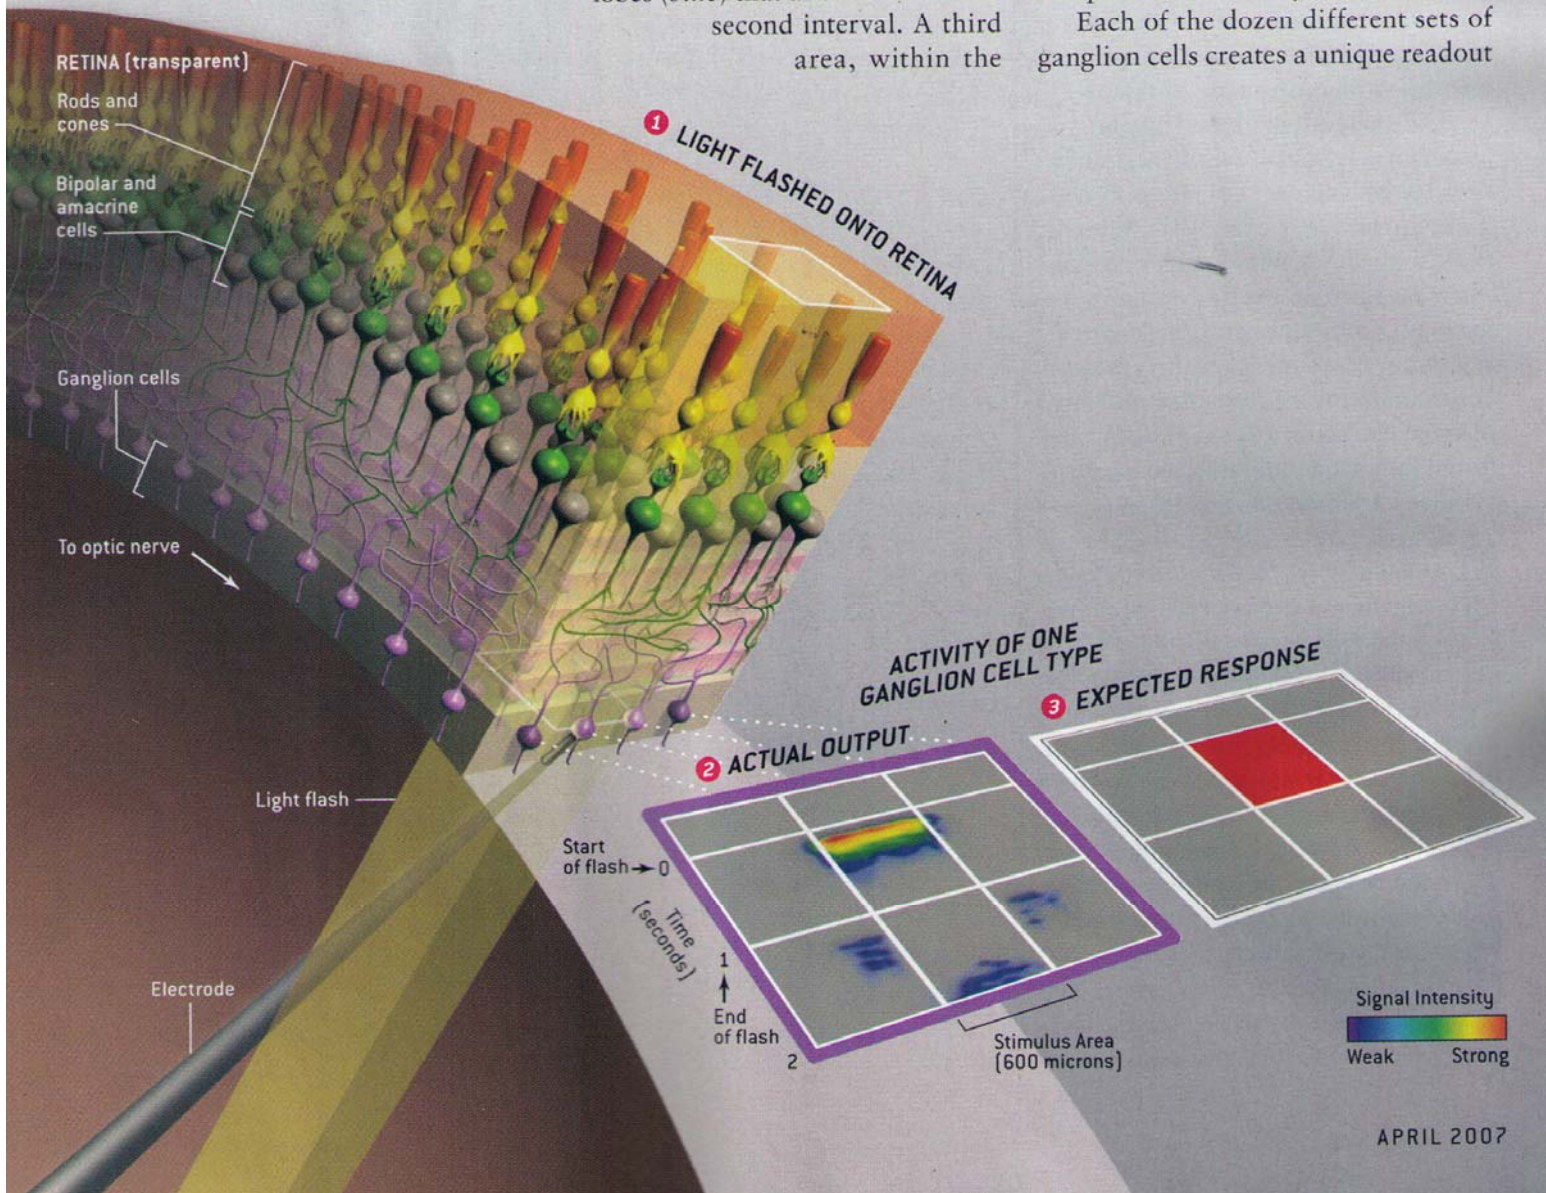 second interval. A third
area, within the
Each of the dozen different sets of
ganglion cells creates a unique readout
RETINA (transparent)
Rods and
cones
Bipolar and
amacrine
cells
Ganglion cells
To optic nerve
1 LIGHT FLASHED ONTO RETINA
Light flash
Electrode
ACTIVITY OF ONE
GANGLION CELL TYPE
2 ACTUAL OUTPUT
3 EXPECTED RESPONSE
Start
of flash → 0
Time
(seconds)
1
End
of flash
2
Stimulus Area
(600 microns)
Signal Intensity
Weak Strong
APRIL 2007